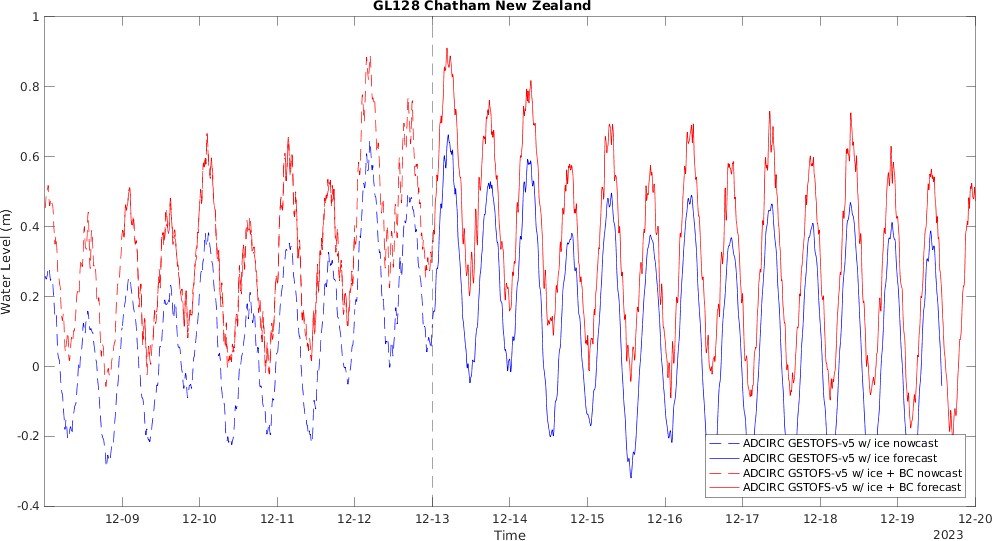 GL128 Chatham New Zealand
1
0.8
0.6
0.4
0.2
0
-0.2
-0.4
Water Level (m)
ADCIRC GESTOFS-v5 w/ ice nowcast
ADCIRC GESTOFS-v5 w/ ice forecast
ADCIRC GSTOFS-v5 w/ ice + BC nowcast
ADCIRC GSTOFS-v5 w/ ice + BC forecast
12-09 12-10 12-11 12-12 12-13 12-14 12-15 12-16 12-17 12-18 12-19 12-20
Time
2023